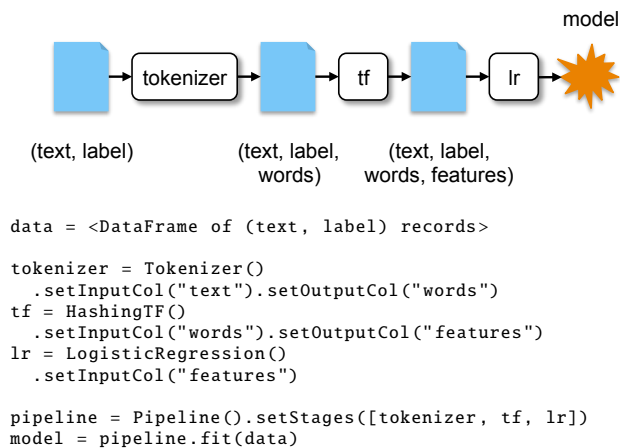 model
tokenizer
tf
lr
(text, label)
(text, label,
words)
(text, label,
words, features)
data = <DataFrame of (text, label) records>
tokenizer = Tokenizer()
  .setInputCol("text").setOutputCol("words")
tf = HashingTF()
  .setInputCol("words").setOutputCol("features")
lr = LogisticRegression()
  .setInputCol("features")
pipeline = Pipeline().setStages([tokenizer, tf, lr])
model = pipeline.fit(data)